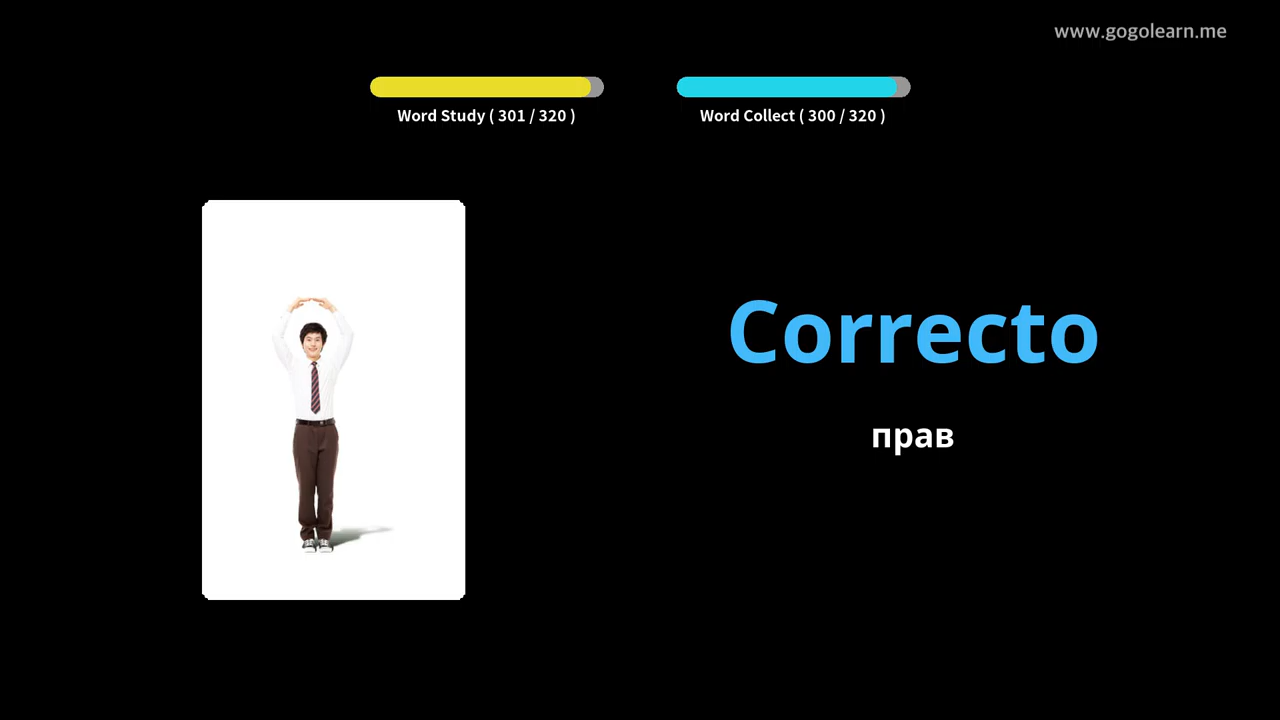 www.gogolearn.me
Word Study ( 301 / 320 )
Word Collect ( 300 / 320 )
Correcto
прав